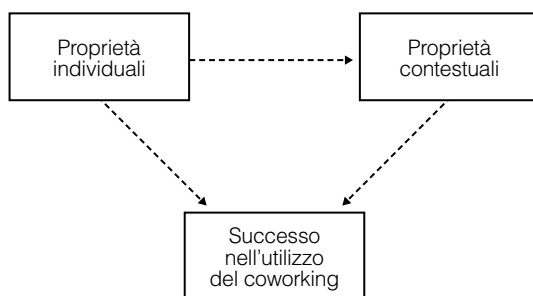 Proprietà
individuali
Proprietà
contestuali
Successo
nell'utilizzo
del coworking